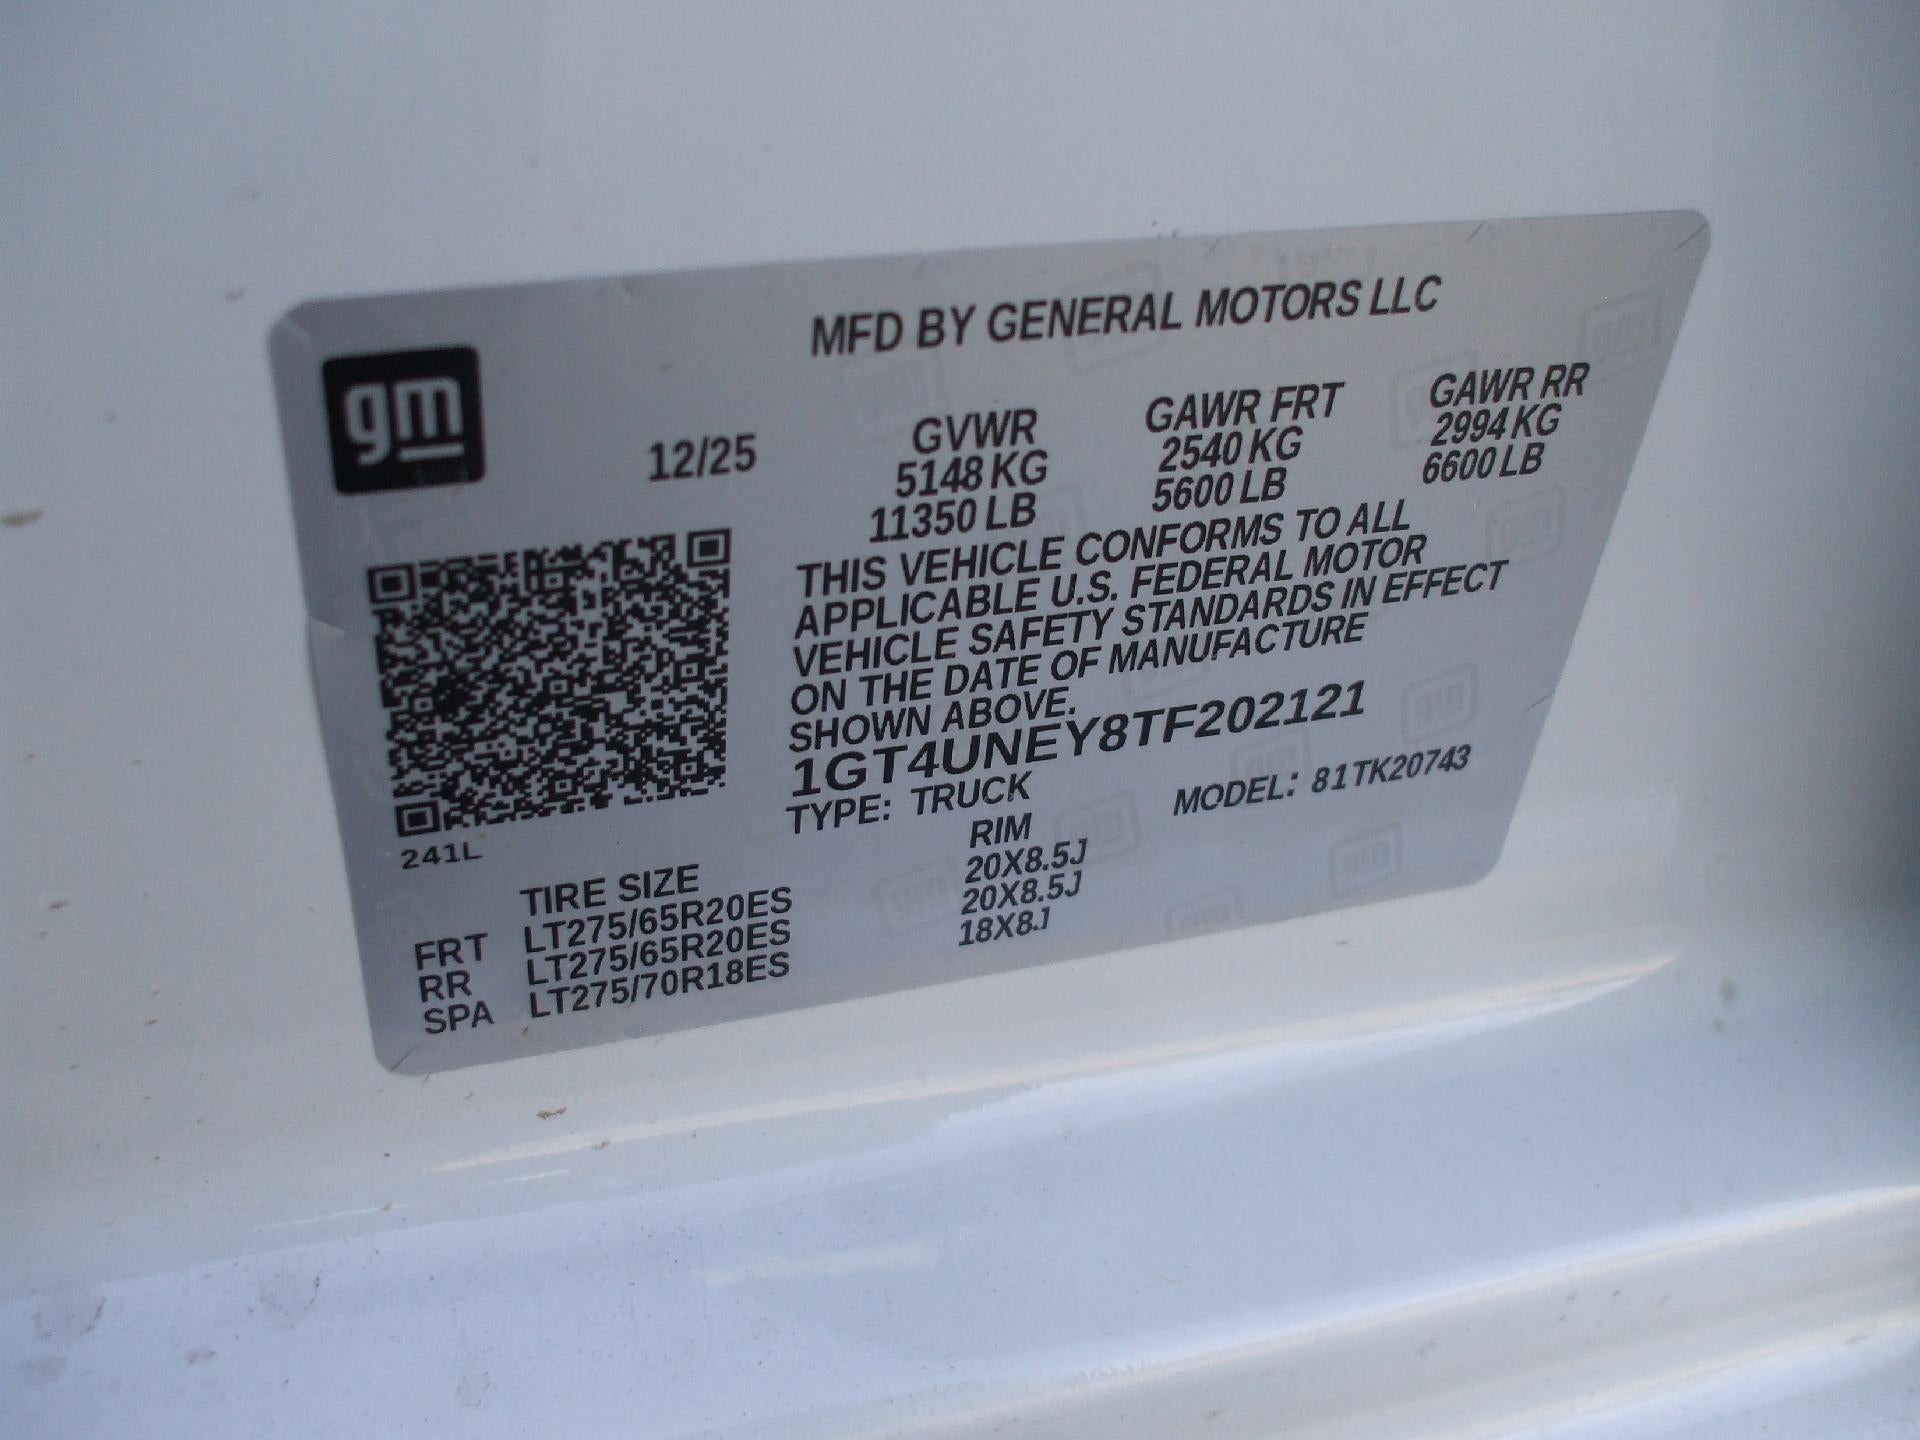 gm
MFD BY GENERAL MOTORS LLC
12/25
GVWR GAWR FRT GAWR RR
5148 KG 2540 KG 2994 KG
11350 LB 5600 LB 6600 LB
THIS VEHICLE CONFORMS TO ALL
APPLICABLE U.S. FEDERAL MOTOR
VEHICLE SAFETY STANDARDS IN EFFECT
ON THE DATE OF MANUFACTURE
SHOWN ABOVE.
1GT4UNEY8TF202121
TYPE: TRUCK MODEL: 81TK20743
241L
TIRE SIZE RIM
FRT LT275/65R20ES 20X8.5J
RR LT275/65R20ES 20X8.5J
SPA LT275/70R18ES 18X8J